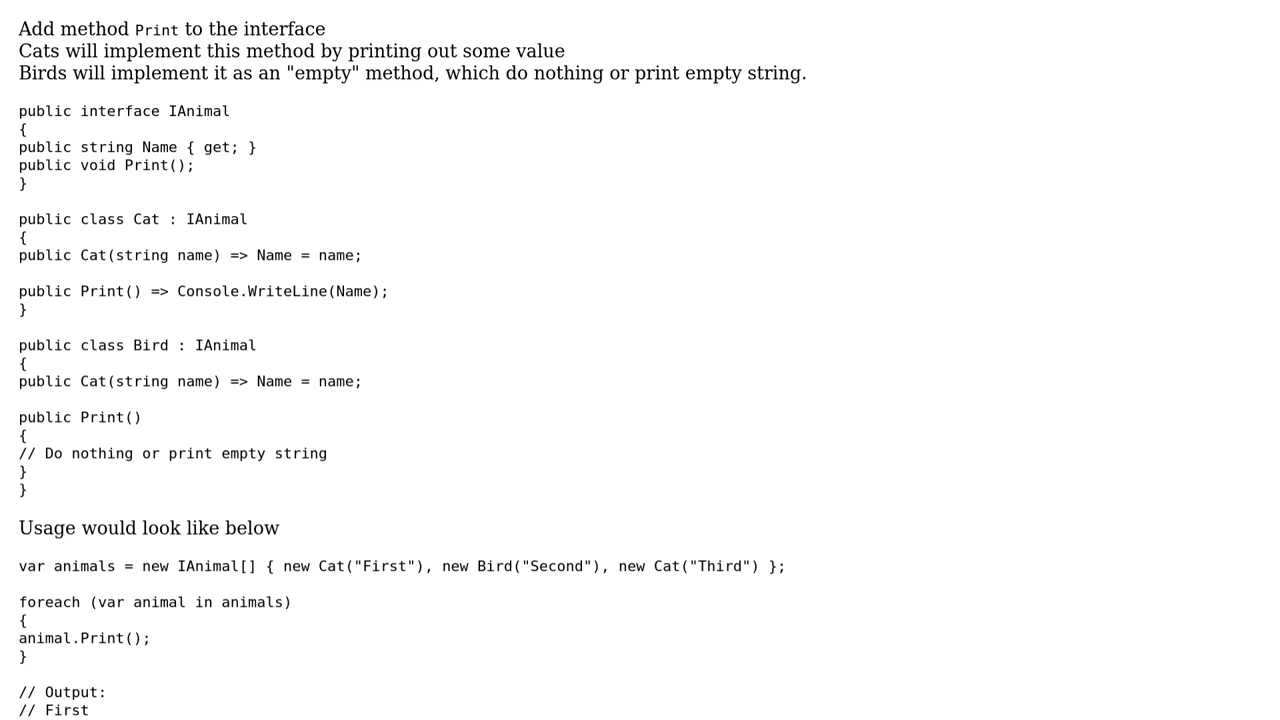 Add method Print to the interface
Cats will implement this method by printing out some value
Birds will implement it as an "empty" method, which do nothing or print empty string.
public interface IAnimal
{
public string Name { get; }
public void Print();
}
public class Cat : IAnimal
{
public Cat(string name) => Name = name;
public Print() => Console.WriteLine(Name);
}
public class Bird : IAnimal
{
public Cat(string name) => Name = name;
public Print()
{
// Do nothing or print empty string
}
}
Usage would look like below
var animals = new IAnimal[] { new Cat("First"), new Bird("Second"), new Cat("Third") };
foreach (var animal in animals)
{
animal.Print();
}
// Output:
// First